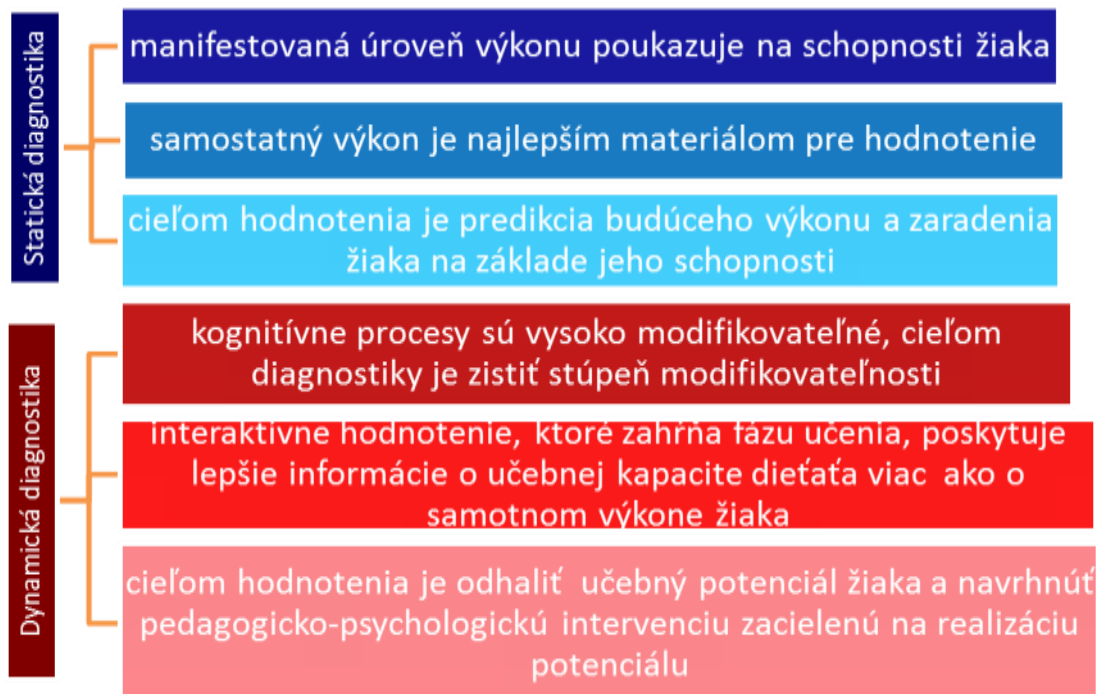 Statická diagnostika
manifestovaná úroveň výkonu poukazuje na schopnosti žiaka
samostatný výkon je najlepším materiálom pre hodnotenie
cieľom hodnotenia je predikcia budúceho výkonu a zaradenia
žiaka na základe jeho schopnosti
Dynamická diagnostika
kognitívne procesy sú vysoko modifikovateľné, cieľom
diagnostiky je zistiť stúpeň modifikovateľnosti
interaktívne hodnotenie, ktoré zahŕňa fázu učenia, poskytuje
lepšie informácie o učebnej kapacite dieťaťa viac ako o
samotnom výkone žiaka
cieľom hodnotenia je odhaliť učebný potenciál žiaka a navrhnúť
pedagogicko-psychologickú intervenciu zacielenú na realizáciu
potenciálu